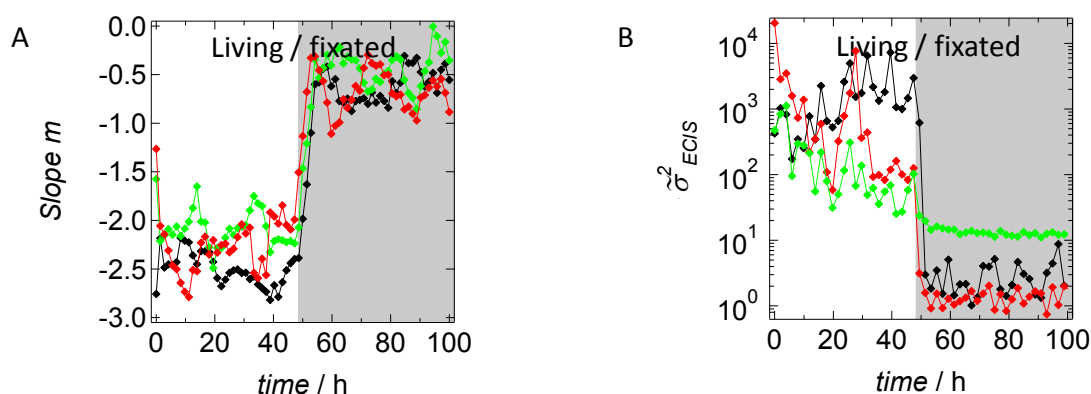 A
Living / fixated
Slope m
0.0
-0.5
-1.0
-1.5
-2.0
-2.5
-3.0
0 20 40 60 80 100
time / h
B
Living / fixated
σ̃²ECIS
10⁴
10³
10²
10¹
10⁰
0 20 40 60 80 100
time / h